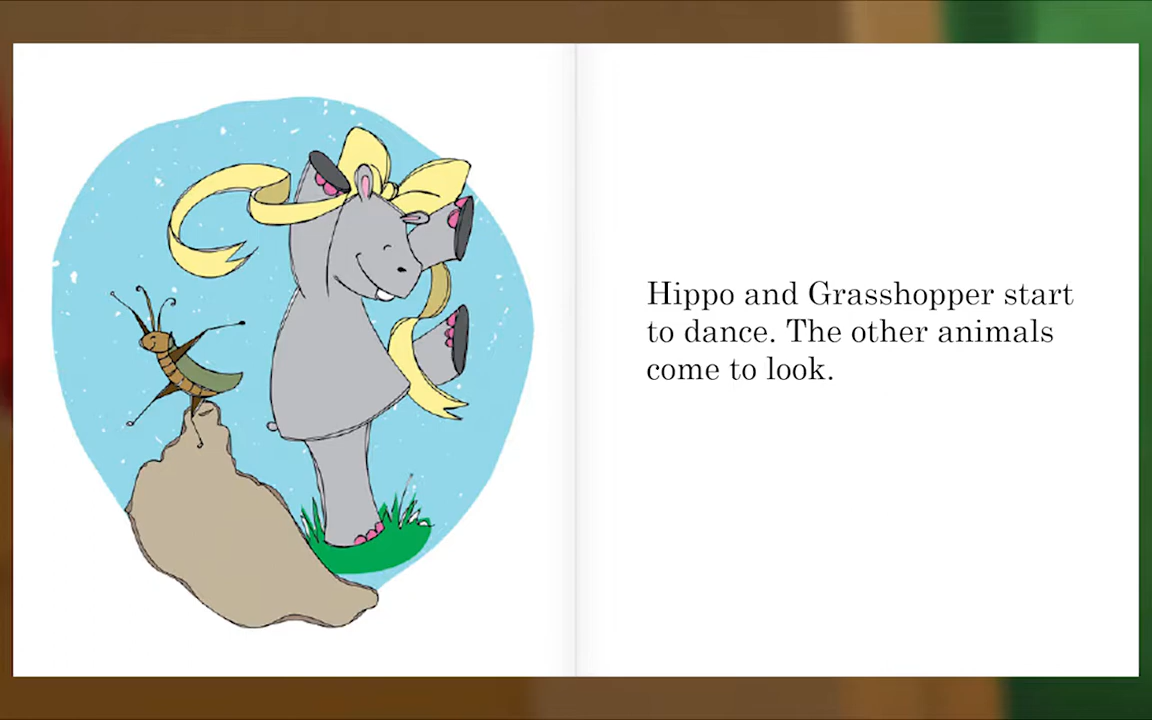 Hippo and Grasshopper start
to dance. The other animals
come to look.